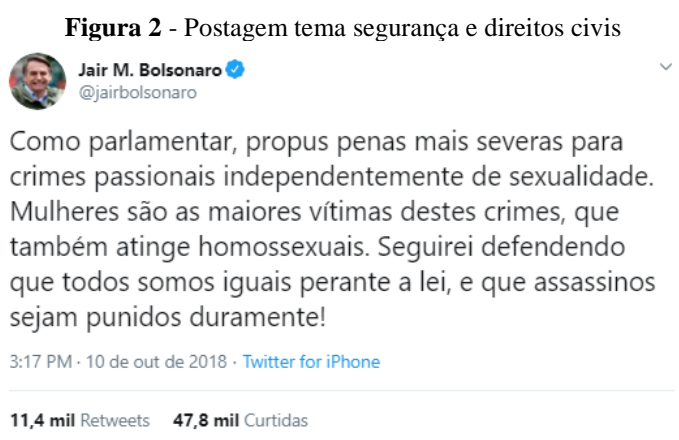 Figura 2 - Postagem tema segurança e direitos civis
Jair M. Bolsonaro
@jairbolsonaro
Como parlamentar, propus penas mais severas para
crimes passionais independentemente de sexualidade.
Mulheres são as maiores vítimas destes crimes, que
também atinge homossexuais. Seguirei defendendo
que todos somos iguais perante a lei, e que assassinos
sejam punidos duramente!
3:17 PM · 10 de out de 2018 · Twitter for iPhone
11,4 mil Retweets 47,8 mil Curtidas